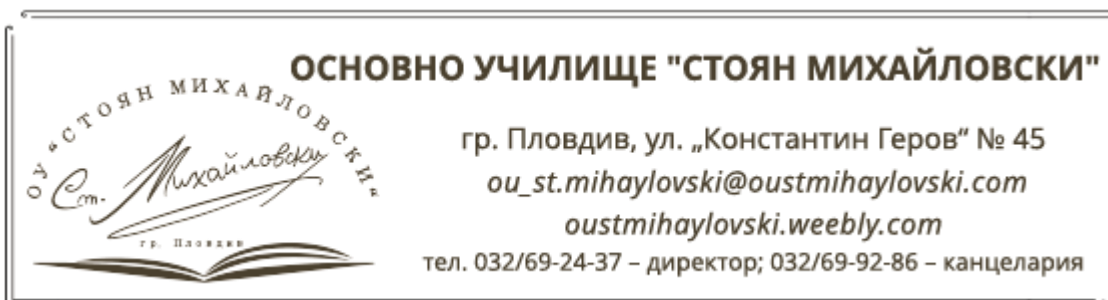 ОСНОВНО УЧИЛИЩЕ "СТОЯН МИХАЙЛОВСКИ"
ОУ "СТОЯН МИХАЙЛОВСКИ"
Ст. Михайловски
гр. Пловдив
гр. Пловдив, ул. „Константин Геров“ № 45
ou_st.mihaylovski@oustmihaylovski.com
oustmihaylovski.weebly.com
тел. 032/69-24-37 – директор; 032/69-92-86 – канцелария